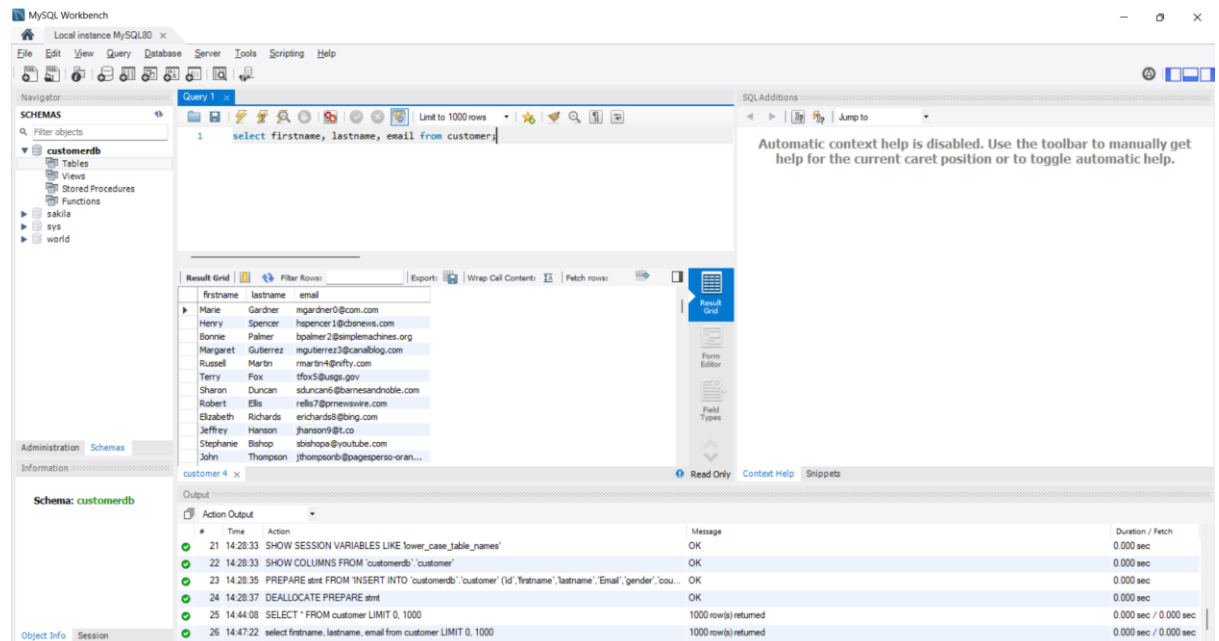 MySQL Workbench
Local instance MySQL80
File Edit View Query Database Server Tools Scripting Help
Navigator
SCHEMAS
Filter objects
customerdb
Tables
Views
Stored Procedures
Functions
sakila
sys
world
Administration Schemas
Information
Schema: customerdb
Object Info Session
Query 1
Limit to 1000 rows
1 select firstname, lastname, email from customer;
Result Grid Filter Rows: Export: Wrap Cell Content: Fetch rows:
firstname lastname email
Marie Gardner mgardner0@com.com
Henry Spencer hspencer1@cbsnews.com
Bonnie Palmer bpalmer2@simplemachines.org
Margaret Gutierrez mgutierrez3@canalblog.com
Russell Martin rmartin4@nifty.com
Terry Fox tfox5@usgs.gov
Sharon Duncan sduncan6@barnesandnoble.com
Robert Ellis rellis7@prnewswire.com
Elizabeth Richards erichards8@bing.com
Jeffrey Hanson jhanson9@t.co
Stephanie Bishop sbishopa@youtube.com
John Thompson jthompsonb@pagesperso-oran...
Result
Grid
Form
Editor
Field
Types
customer 4
Read Only
SQLAdditions
Jump to
Automatic context help is disabled. Use the toolbar to manually get
help for the current caret position or to toggle automatic help.
Context Help Snippets
Output
Action Output
# Time Action Message Duration / Fetch
21 14:28:33 SHOW SESSION VARIABLES LIKE 'lower_case_table_names' OK 0.000 sec
22 14:28:33 SHOW COLUMNS FROM `customerdb`.`customer` OK 0.000 sec
23 14:28:35 PREPARE stmt FROM 'INSERT INTO `customerdb`.`customer` (`id`,`firstname`,`lastname`,`Email`,`gender`,`cou... OK 0.000 sec
24 14:28:37 DEALLOCATE PREPARE stmt OK 0.000 sec
25 14:44:08 SELECT * FROM customer LIMIT 0, 1000 1000 row(s) returned 0.000 sec / 0.000 sec
26 14:47:22 select firstname, lastname, email from customer LIMIT 0, 1000 1000 row(s) returned 0.000 sec / 0.000 sec